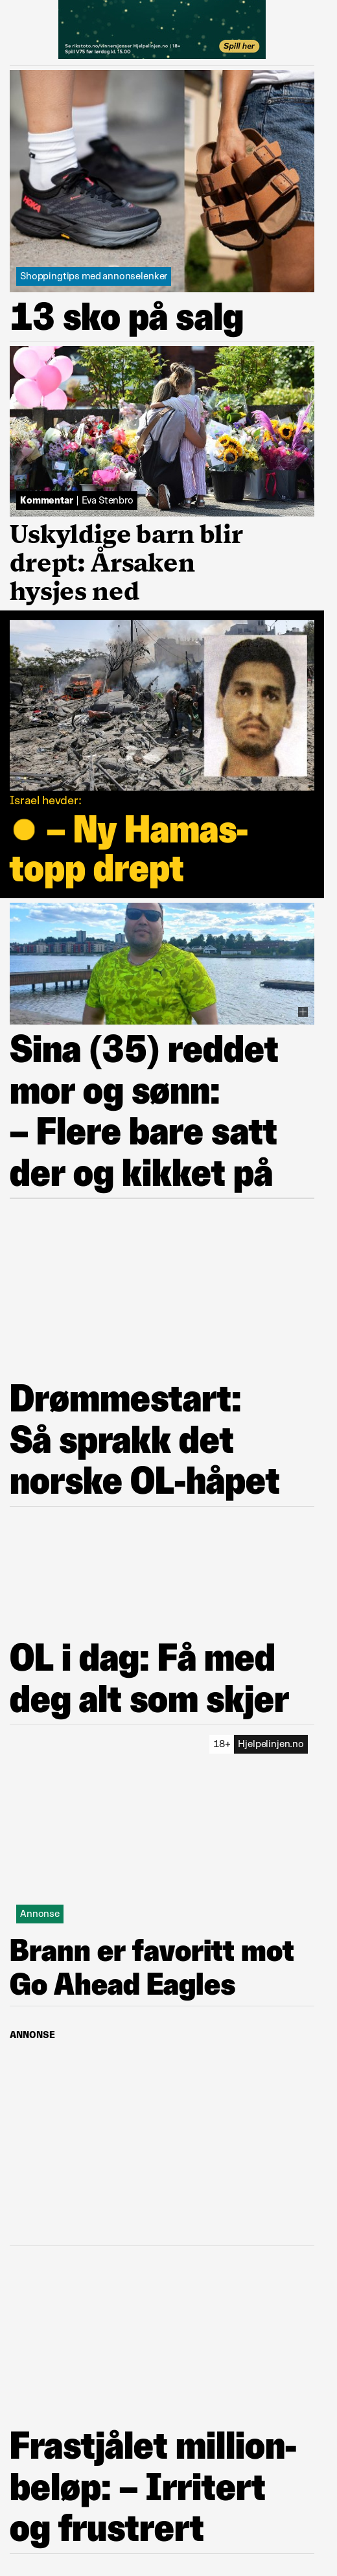 Se rikstoto.no/vinnersjanser Hjelpelinjen.no | 18+
Spill V75 før lørdag kl. 15.00
Spill her
HOKA
Shoppingtips med annonselenker
13 sko på salg
Kommentar | Eva Stenbro
Uskyldige barn blir
drept: Årsaken
hysjes ned
Israel hevder:
– Ny Hamas-
topp drept
Sina (35) reddet
mor og sønn:
– Flere bare satt
der og kikket på
Drømmestart:
Så sprakk det
norske OL-håpet
OL i dag: Få med
deg alt som skjer
18+ Hjelpelinjen.no
Annonse
Brann er favoritt mot
Go Ahead Eagles
ANNONSE
Frastjålet million-
beløp: – Irritert
og frustrert